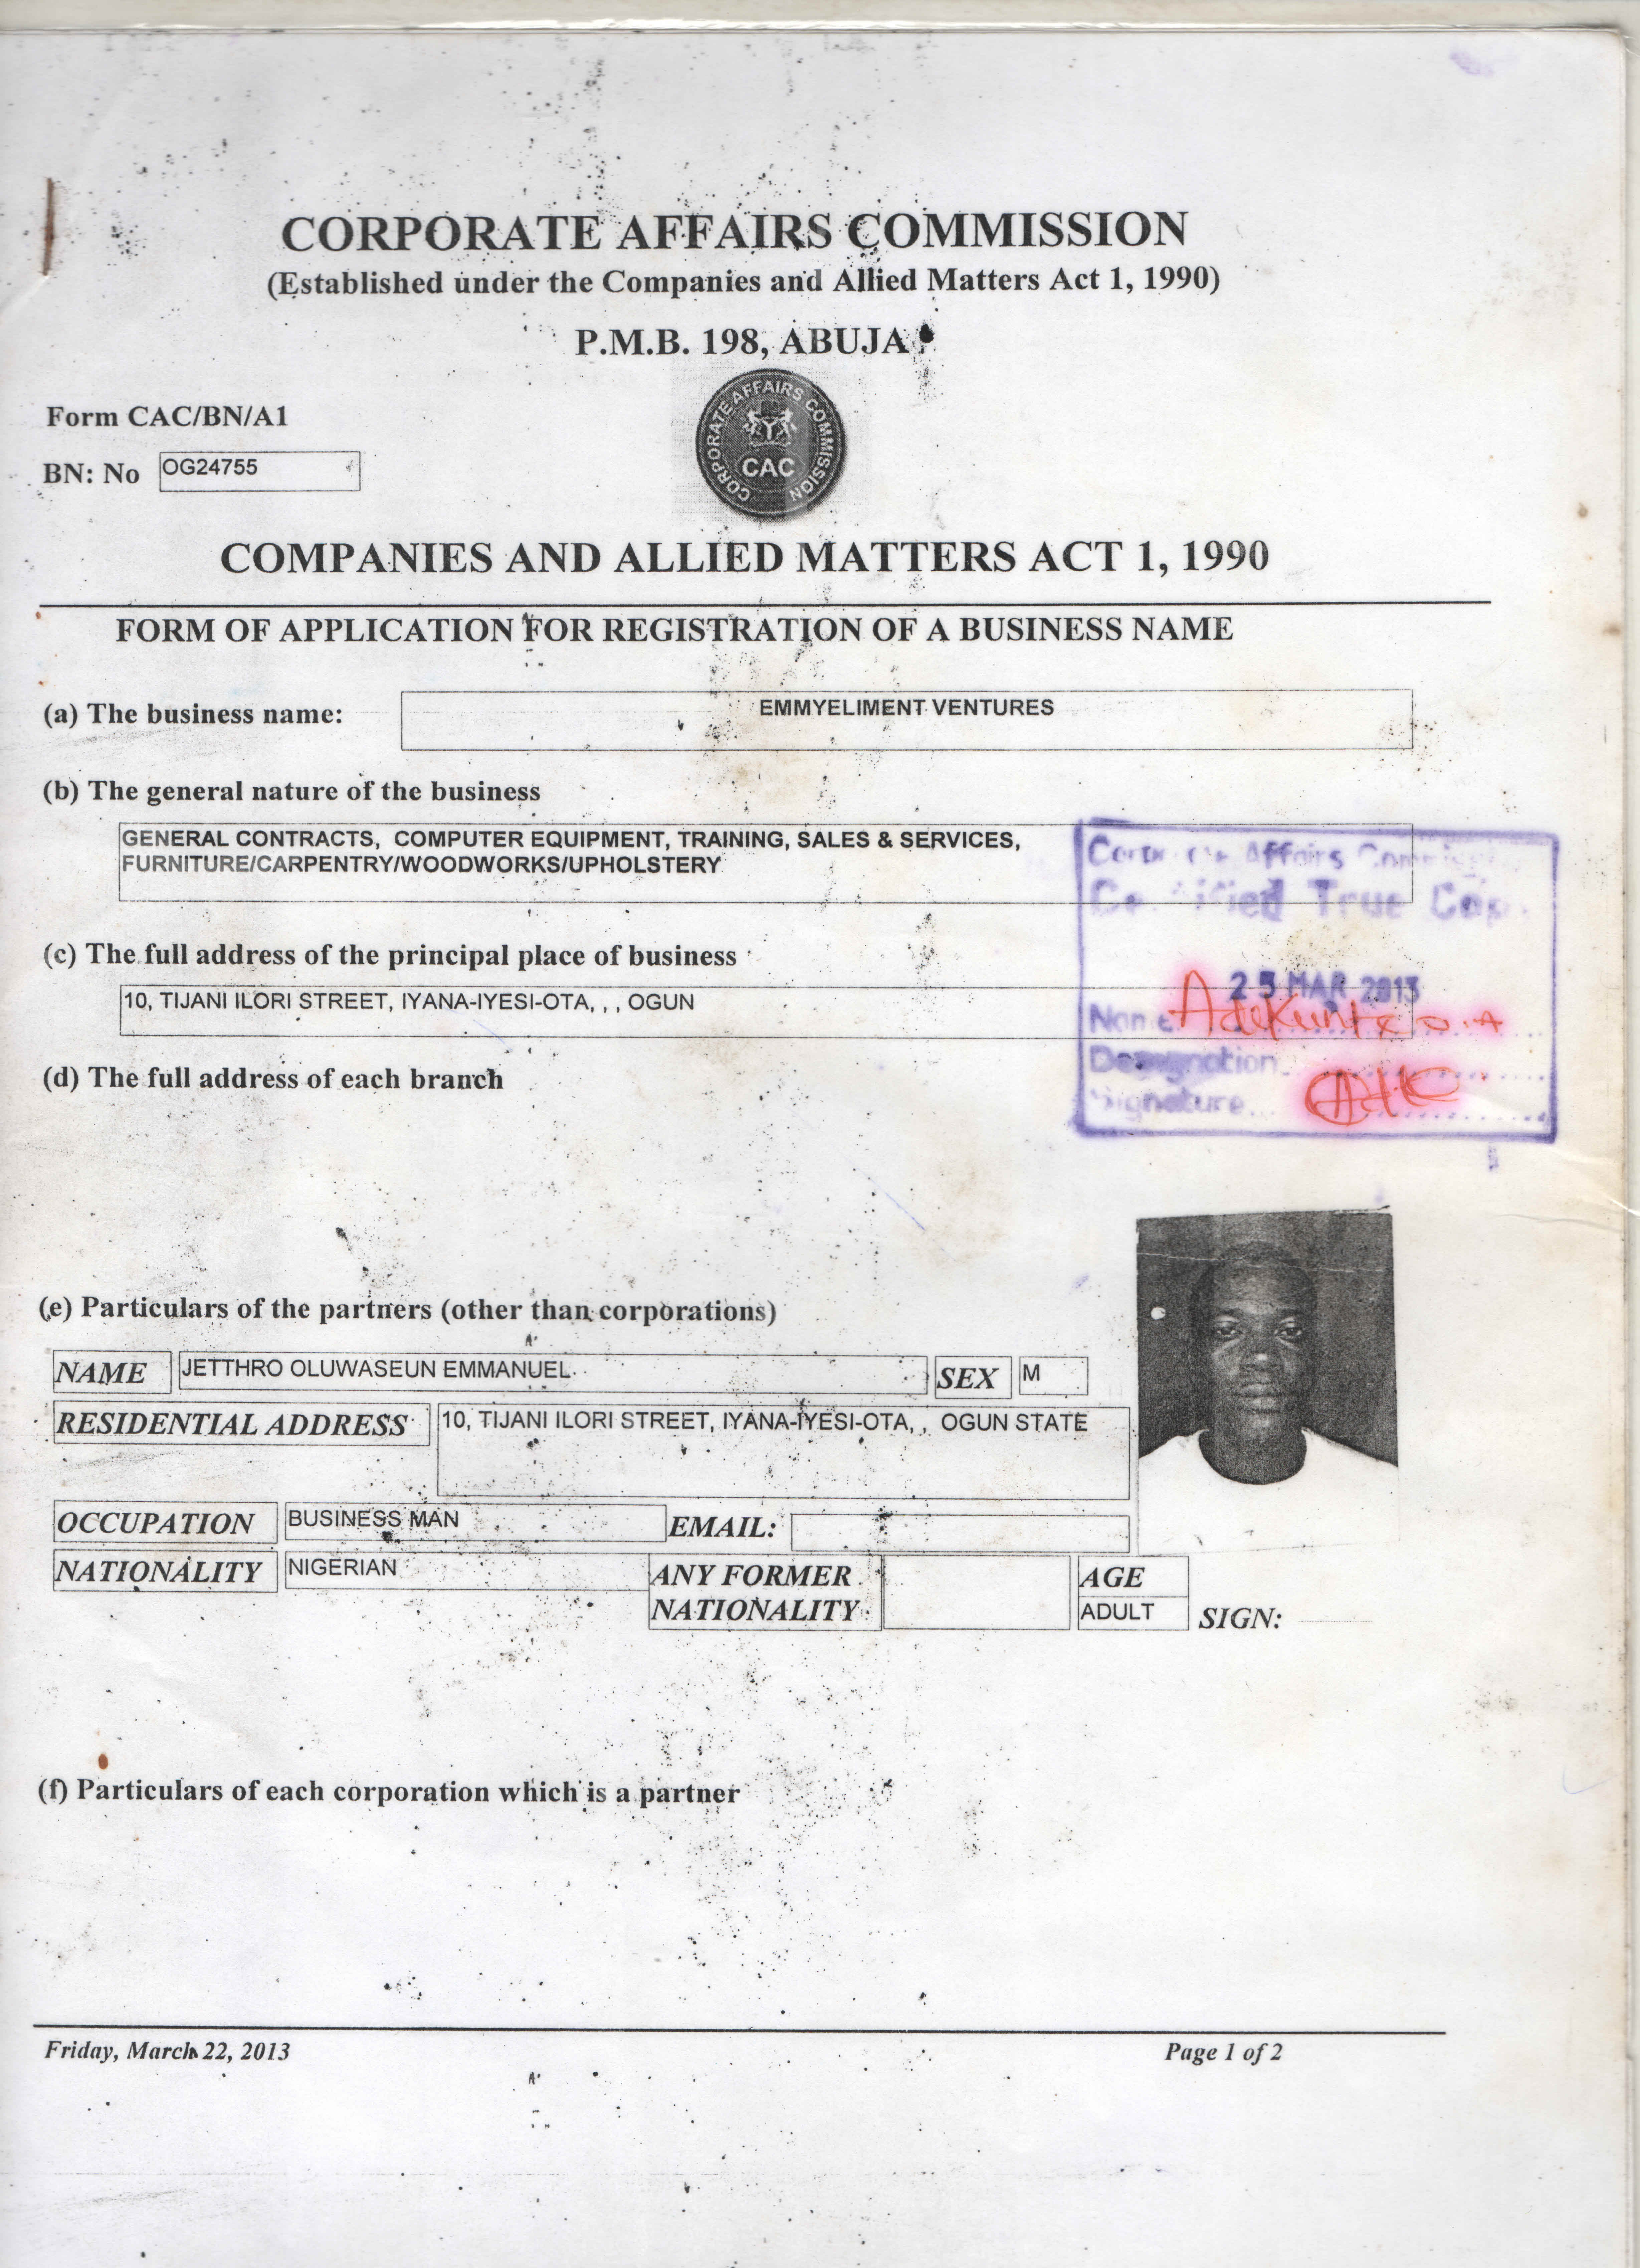 CORPORATE AFFAIRS COMMISSION
(Established under the Companies and Allied Matters Act 1, 1990)
P.M.B. 198, ABUJA
CORPORATE AFFAIRS COMMISSION
CAC
Form CAC/BN/A1
BN: No OG24755
COMPANIES AND ALLIED MATTERS ACT 1, 1990
FORM OF APPLICATION FOR REGISTRATION OF A BUSINESS NAME
(a) The business name: EMMYELIMENT VENTURES
(b) The general nature of the business
GENERAL CONTRACTS, COMPUTER EQUIPMENT, TRAINING, SALES & SERVICES,
FURNITURE/CARPENTRY/WOODWORKS/UPHOLSTERY
Corporate Affairs Commission
Certified True Copy
25 MAR 2013
Name
Designation
Signature
(c) The full address of the principal place of business
10, TIJANI ILORI STREET, IYANA-IYESI-OTA, , , OGUN
(d) The full address of each branch
(e) Particulars of the partners (other than corporations)
NAME JETTHRO OLUWASEUN EMMANUEL SEX M
RESIDENTIAL ADDRESS 10, TIJANI ILORI STREET, IYANA-IYESI-OTA, , OGUN STATE
OCCUPATION BUSINESS MAN EMAIL:
NATIONALITY NIGERIAN ANY FORMER NATIONALITY: AGE ADULT SIGN:
(f) Particulars of each corporation which is a partner
Friday, March 22, 2013 Page 1 of 2